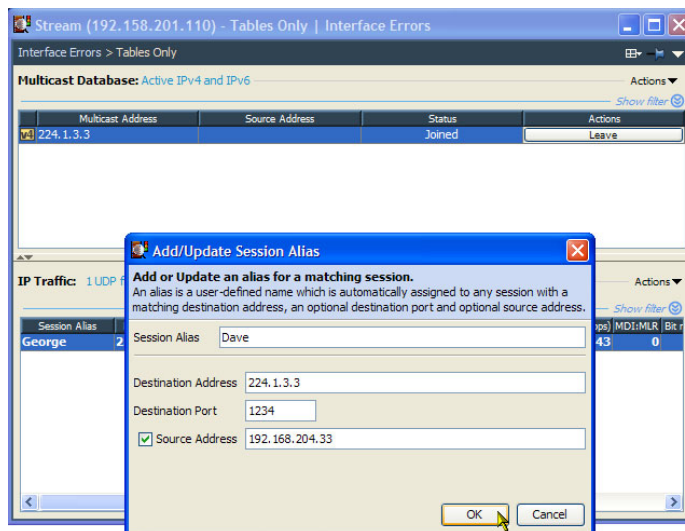 Stream (192.158.201.110) - Tables Only | Interface Errors
Interface Errors > Tables Only
Multicast Database: Active IPv4 and IPv6
Actions
Show filter
Multicast Address Source Address Status Actions
v4 224.1.3.3 Joined Leave
Add/Update Session Alias
Add or Update an alias for a matching session.
An alias is a user-defined name which is automatically assigned to any session with a
matching destination address, an optional destination port and optional source address.
IP Traffic: 1 UDP f
Actions
Show filter
Session Alias ps) MDI:MLR Bit r
George 2 43 0
Session Alias Dave
Destination Address 224.1.3.3
Destination Port 1234
Source Address 192.168.204.33
OK Cancel